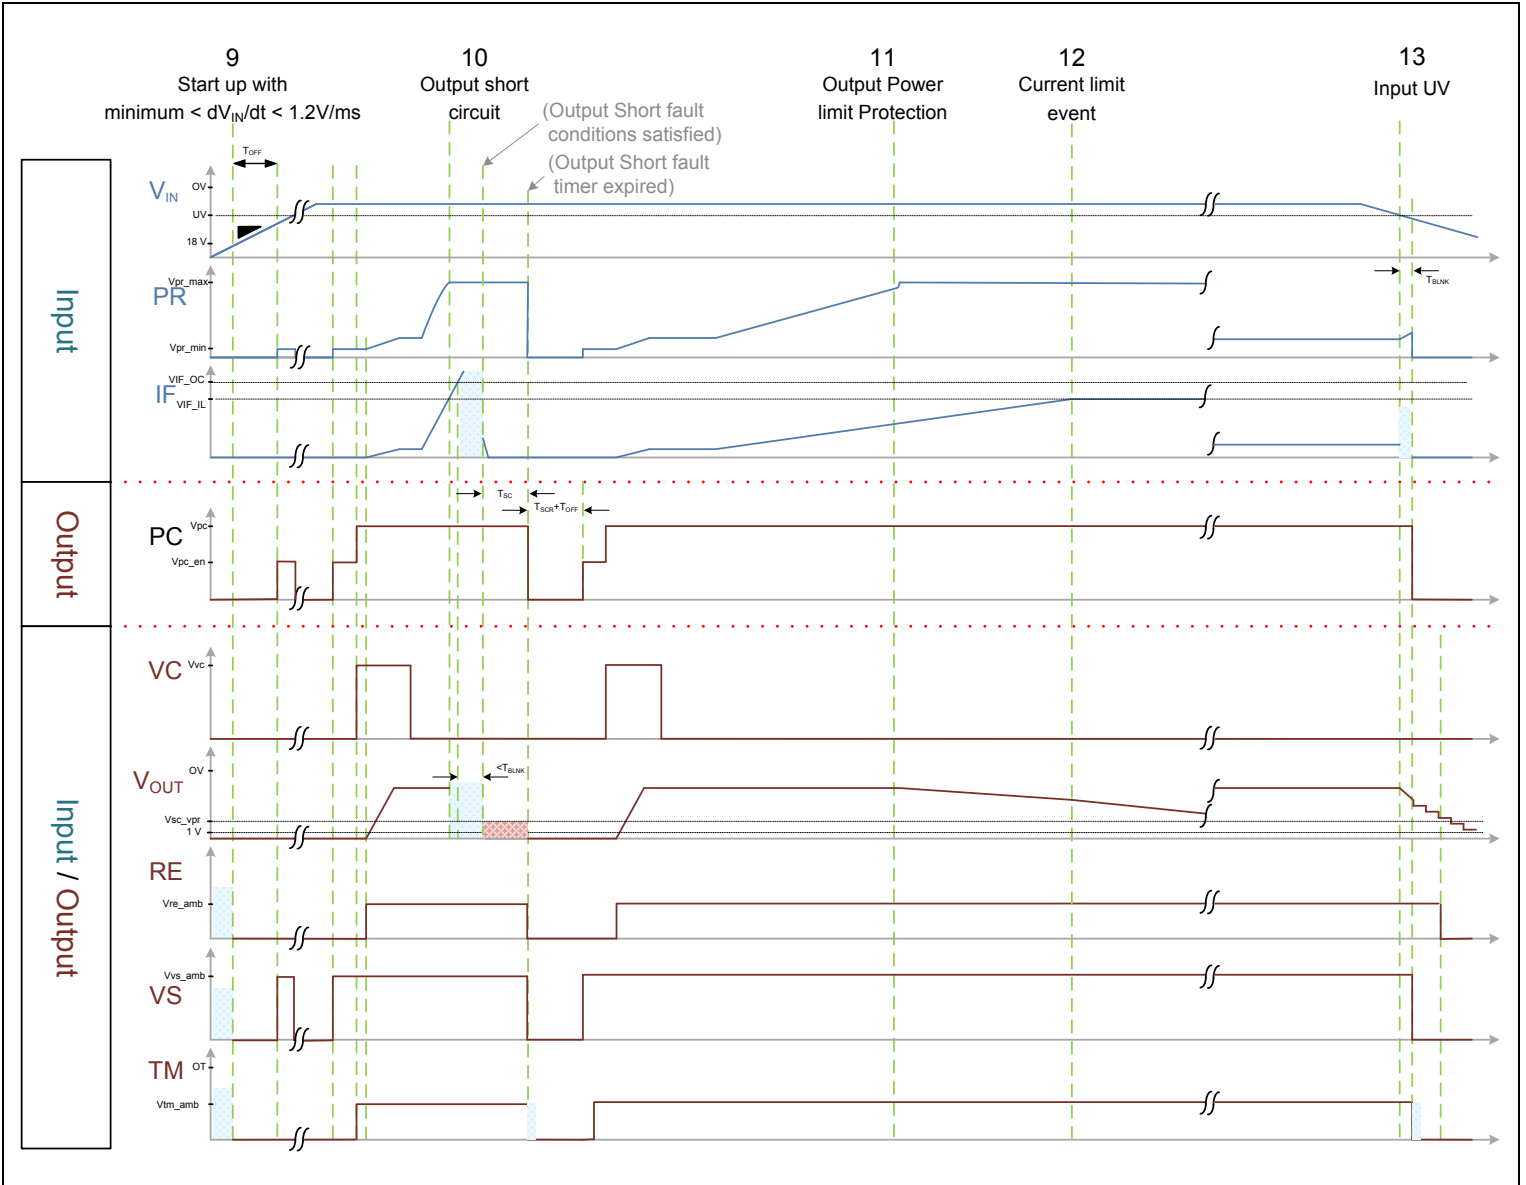 9
Start up with
minimum < dVIN/dt < 1.2V/ms
10
Output short
circuit
(Output Short fault
conditions satisfied)
(Output Short fault
timer expired)
11
Output Power
limit Protection
12
Current limit
event
13
Input UV
Input
TOFF
VIN
OV
UV
18 V
PR
Vpr_max
Vpr_min
TBLNK
IF
VIF_OC
VIF_IL
Output
TSC
TSCR+TOFF
PC
Vpc
Vpc_en
Input / Output
VC
Vvc
VOUT
OV
<TBLNK
Vsc_vpr
1 V
RE
Vre_amb
VS
Vvs_amb
TM
OT
Vtm_amb